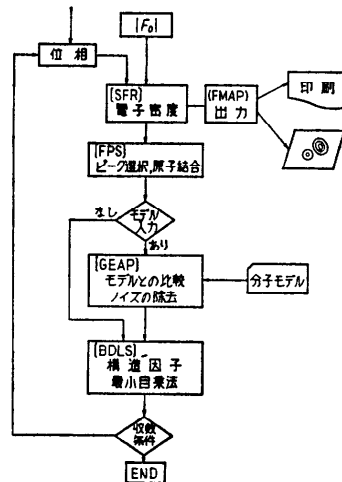 |Fo|
位相
[SFR]
電子密度
(FMAP)
出力
印刷
[FPS]
ピーク選択,原子結合
なし
モデル
入力
あり
[GEAP]
モデルとの比較
ノイズの除去
分子モデル
[BDLS]
構造因子
最小自乗法
収斂
条件
END